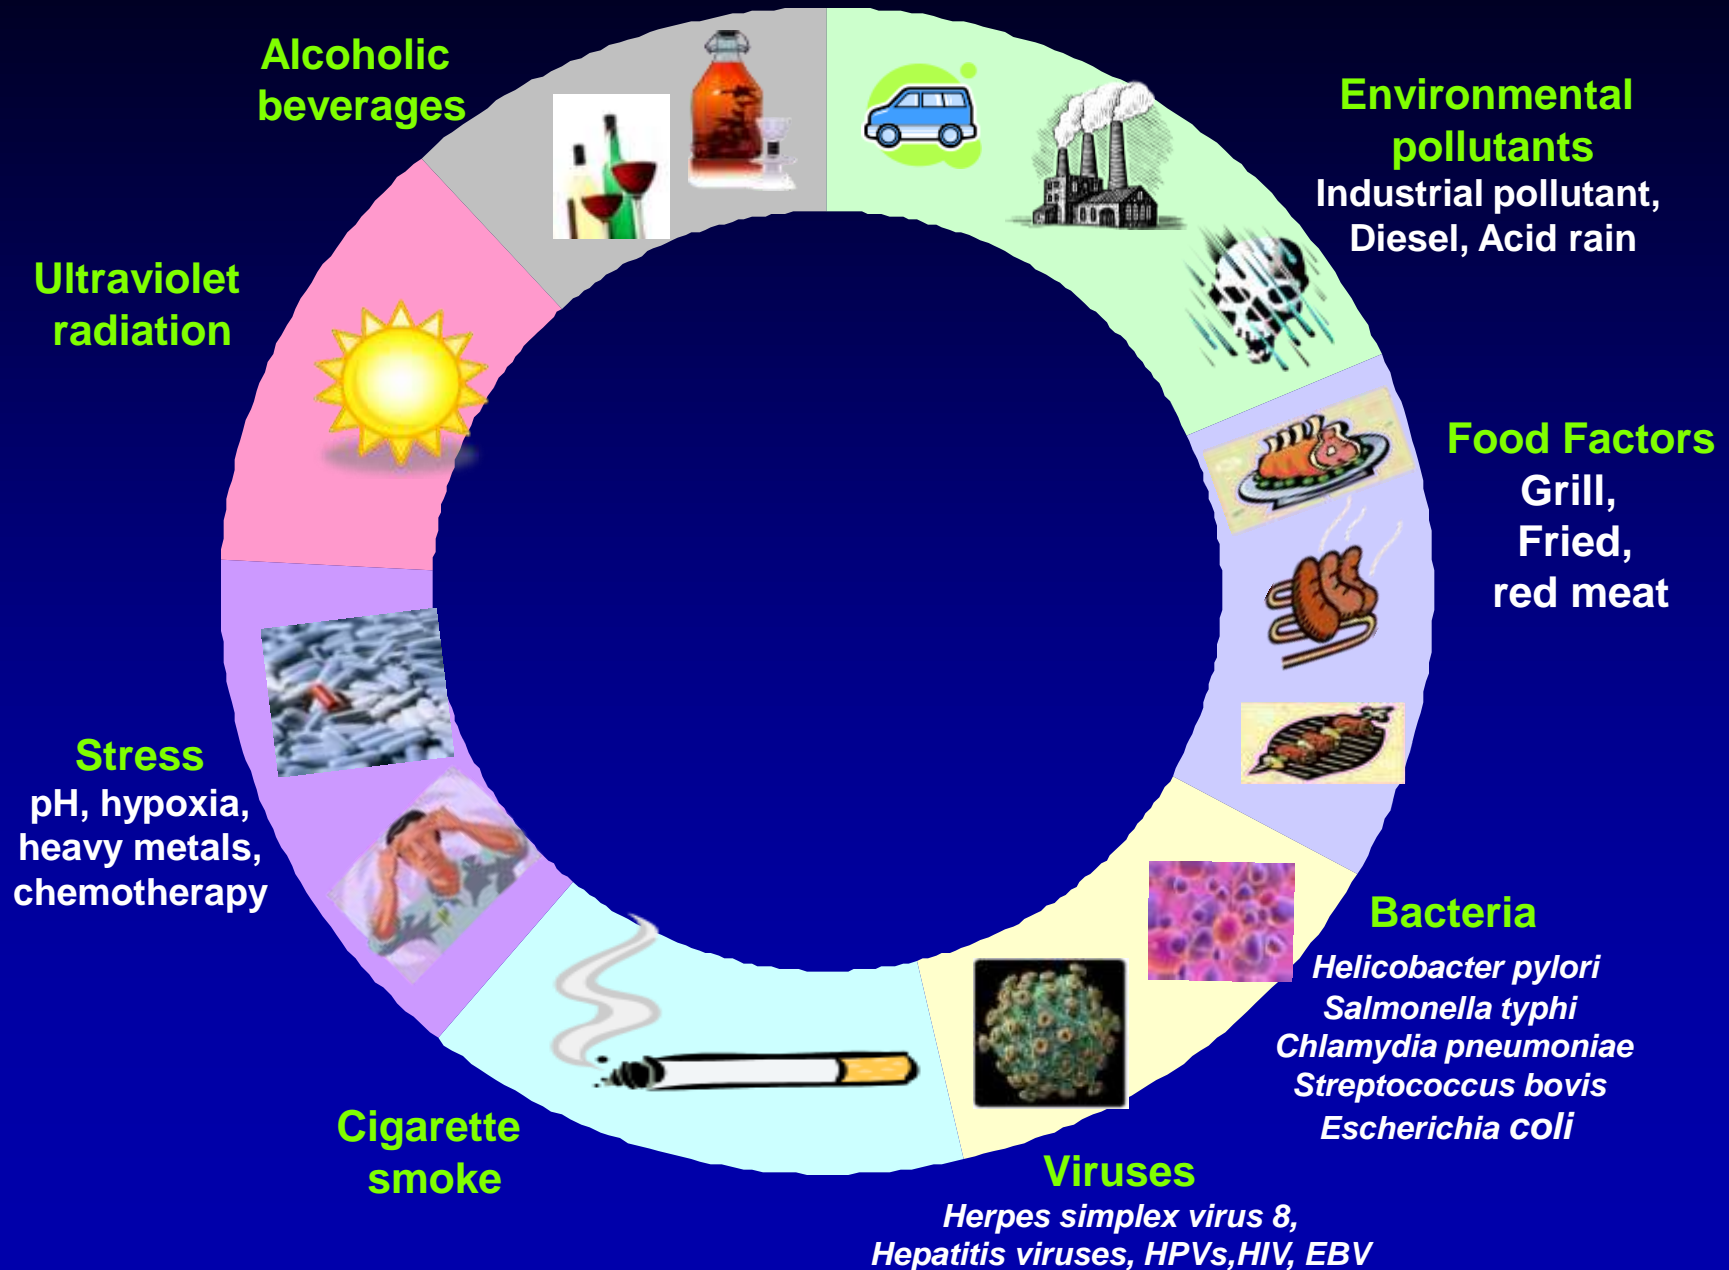 Alcoholic
beverages
Environmental
pollutants
Industrial pollutant,
Diesel, Acid rain
Food Factors
Grill,
Fried,
red meat
Bacteria
Helicobacter pylori
Salmonella typhi
Chlamydia pneumoniae
Streptococcus bovis
Escherichia coli
Viruses
Herpes simplex virus 8,
Hepatitis viruses, HPVs,HIV, EBV
Cigarette
smoke
Stress
pH, hypoxia,
heavy metals,
chemotherapy
Ultraviolet
radiation